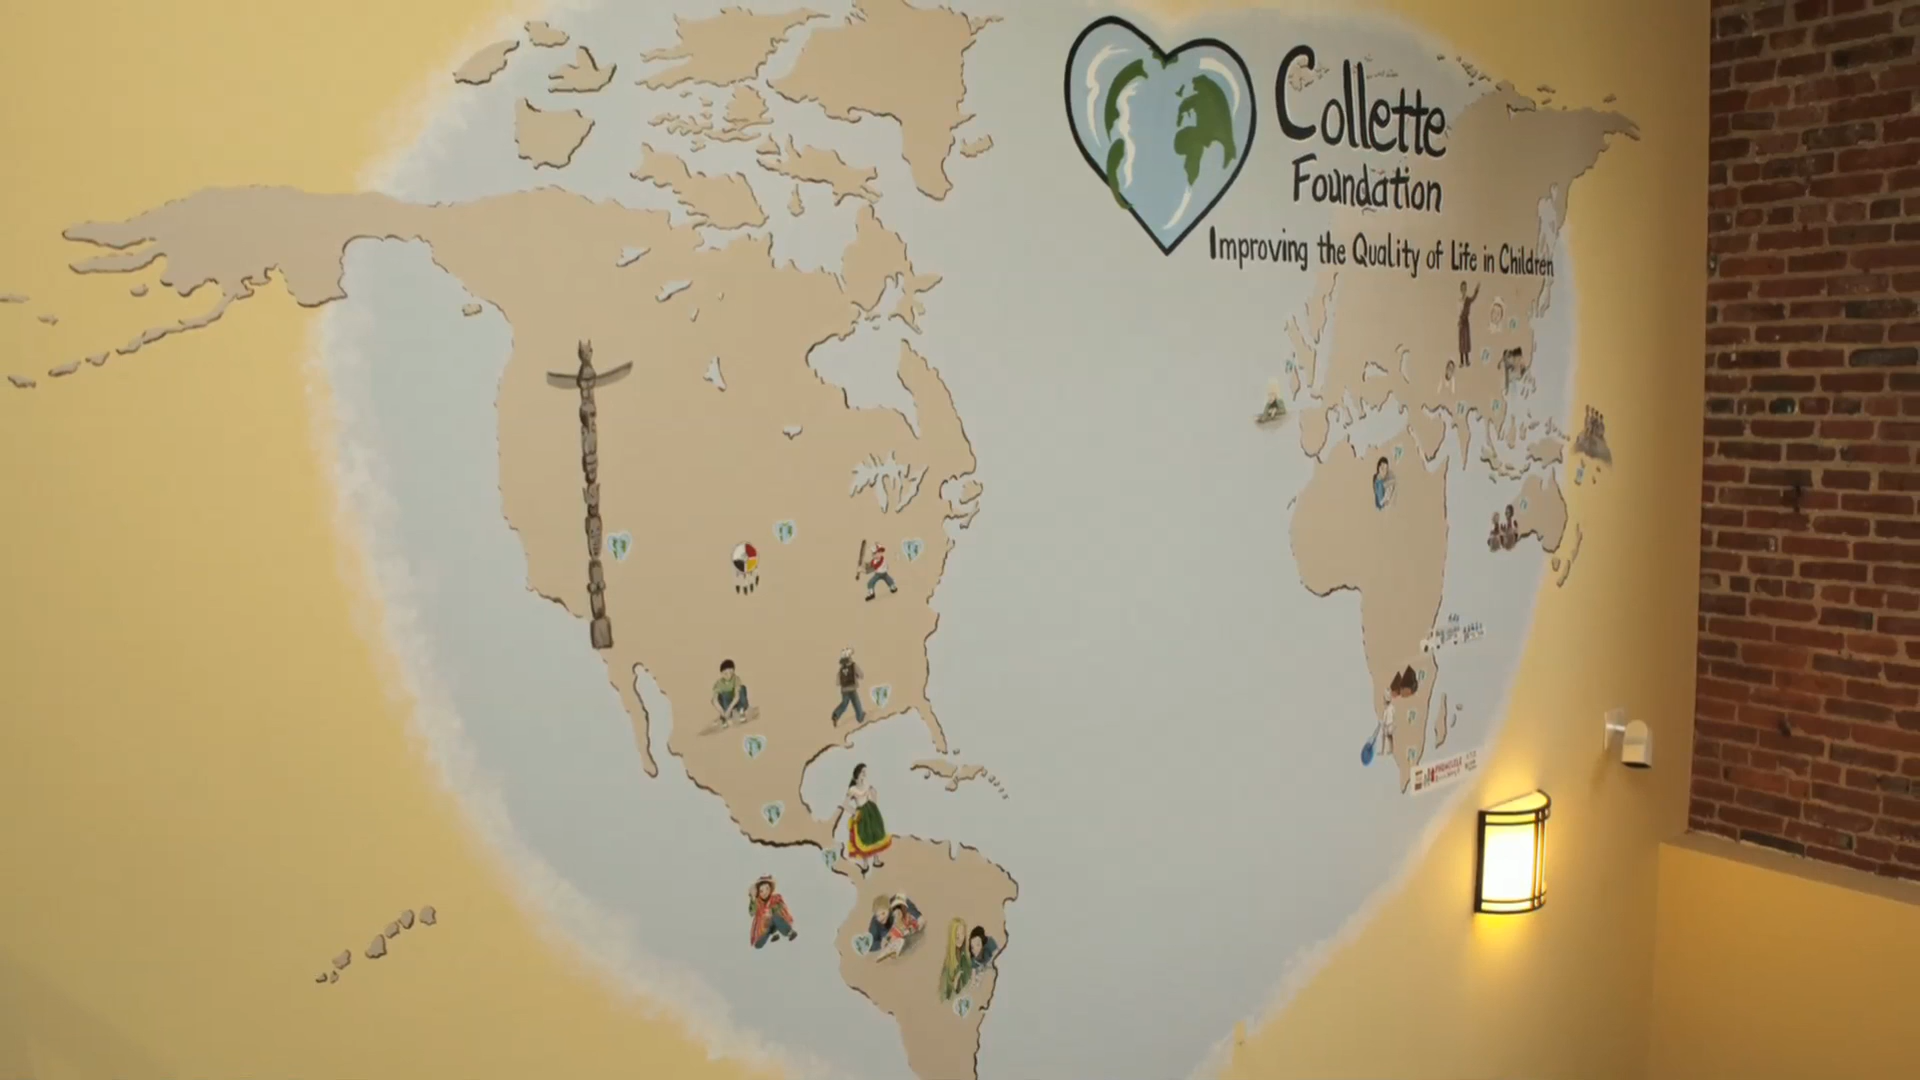 Collette
Foundation
Improving the Quality of Life in Children